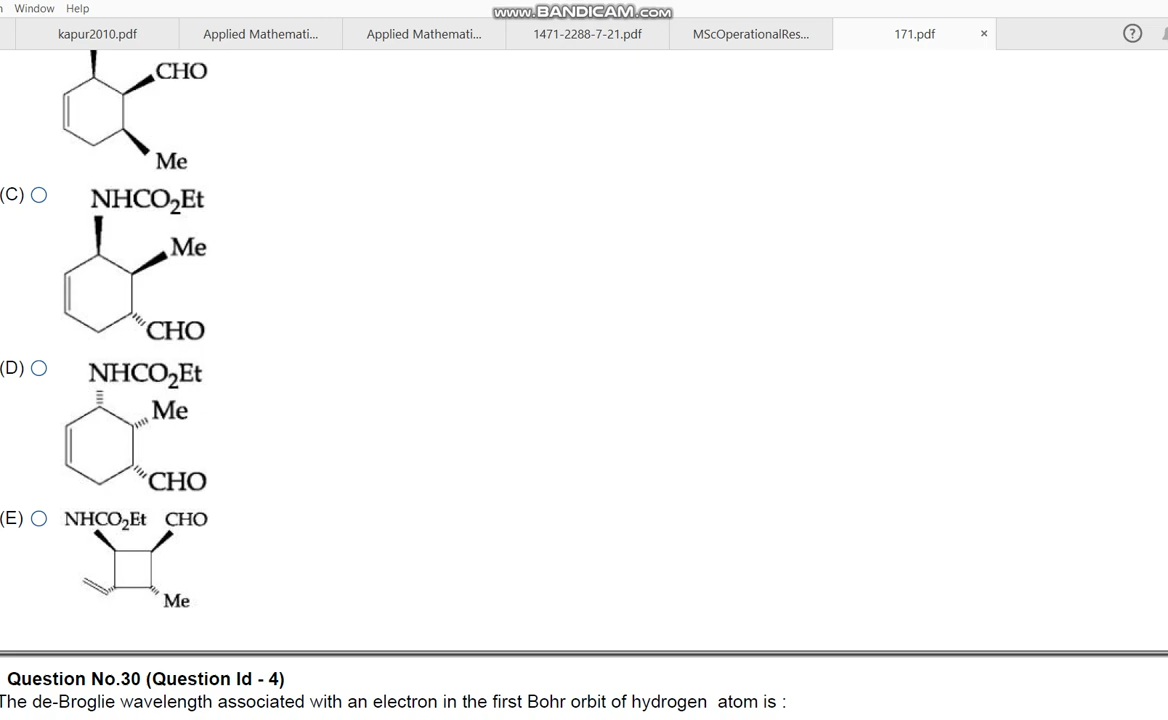 Window Help
www.BANDICAM.com
kapur2010.pdf Applied Mathemati... Applied Mathemati... 1471-2288-7-21.pdf MScOperationalRes... 171.pdf × ?
CHO
Me
(C)
NHCO₂Et
Me
CHO
(D)
NHCO₂Et
Me
CHO
(E) NHCO₂Et CHO
Me
Question No.30 (Question Id - 4)
The de-Broglie wavelength associated with an electron in the first Bohr orbit of hydrogen atom is :